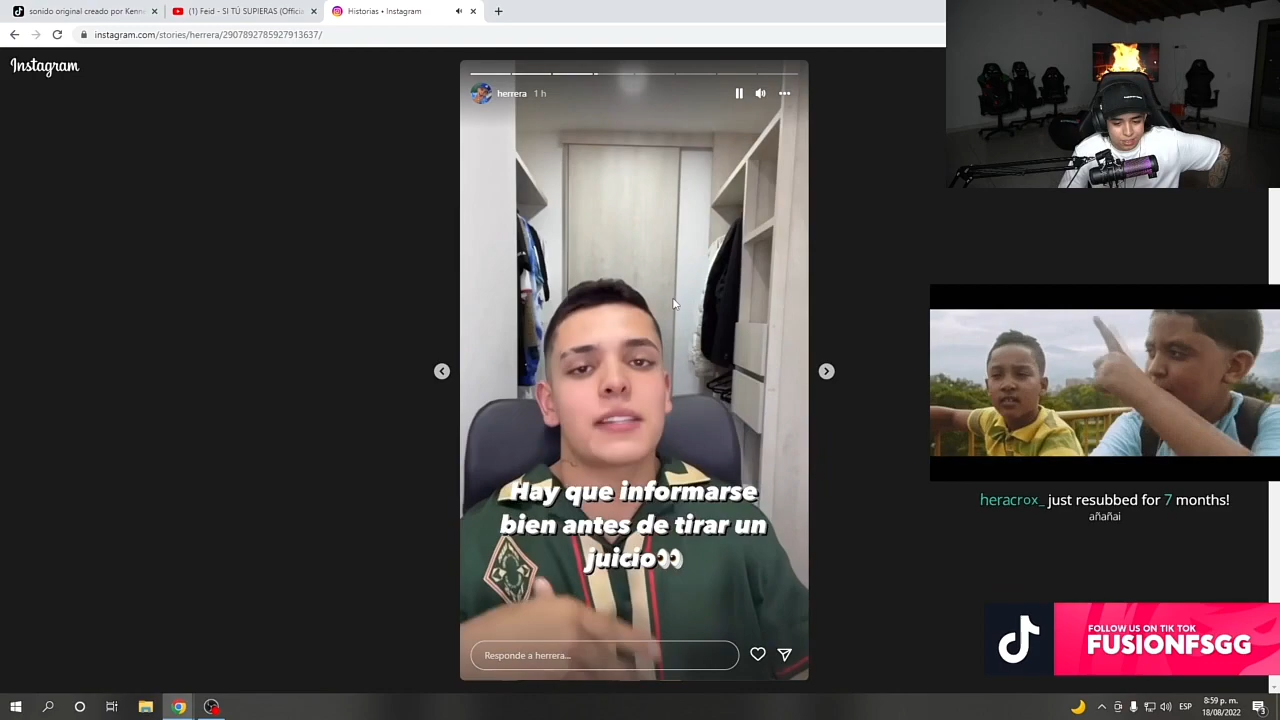 sonido original creado por Kenne
(1) Feid - SI TÚ SUPIERAS (Officia
Historias • Instagram
instagram.com/stories/herrera/2907892785927913637/
Instagram
herrera 1 h
Hay que informarse
bien antes de tirar un
juicio👀
Responde a herrera...
heracrox_ just resubbed for 7 months!
añañai
FOLLOW US ON TIK TOK
FUSIONFSGG
ESP
8:59 p. m.
18/08/2022
3